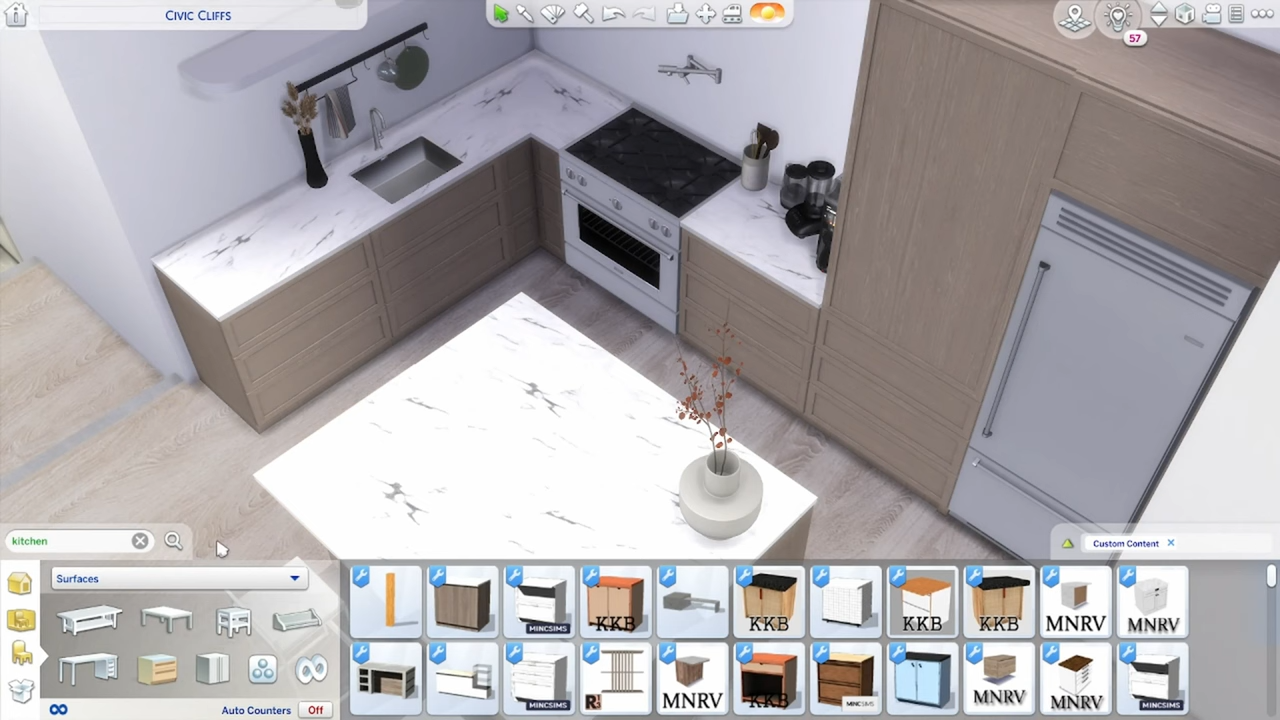 CIVIC CLIFFS
57
kitchen
Custom Content
Surfaces
MINCSIMS
KKB
KKB
KKB
KKB
MNRV
MNRV
MINCSIMS
R!
MNRV
KKB
MINCSIMS
MNRV
MNRV
MINCSIMS
Auto Counters
Off